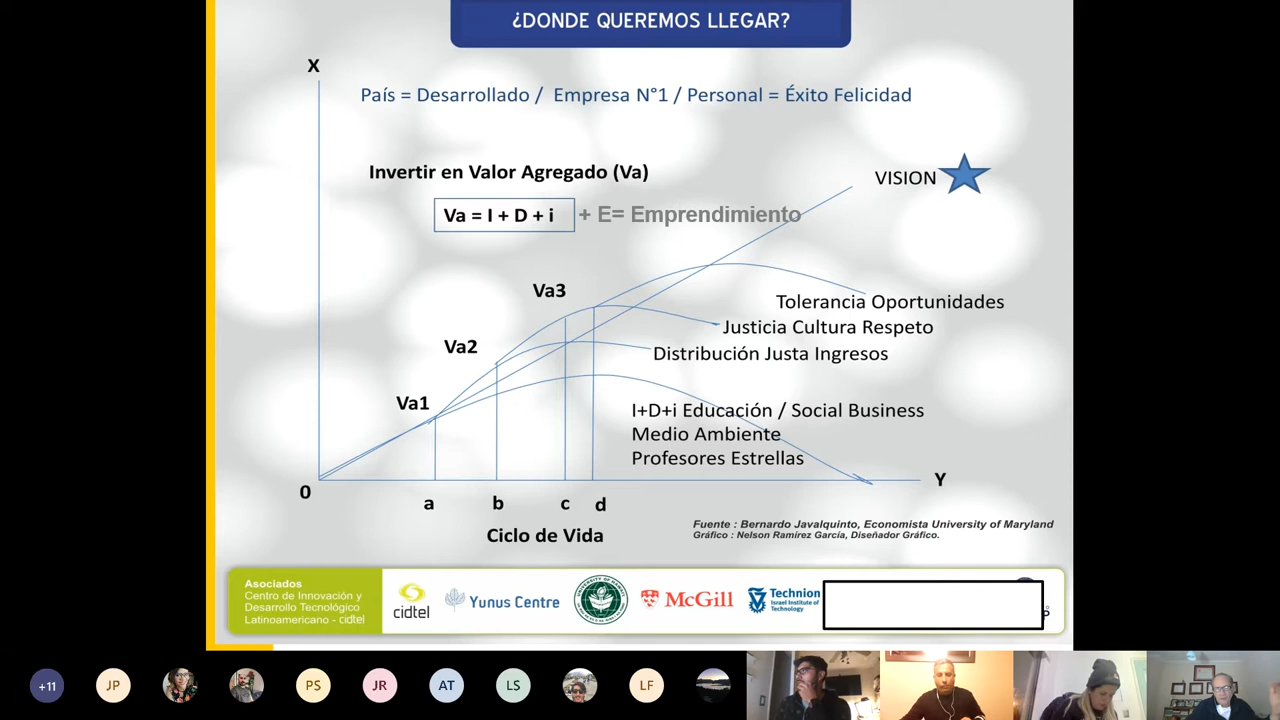 ¿DONDE QUEREMOS LLEGAR?
X
País = Desarrollado / Empresa N°1 / Personal = Éxito Felicidad
Invertir en Valor Agregado (Va)
VISION
Va = I + D + i + E= Emprendimiento
Va3
Tolerancia Oportunidades
Justicia Cultura Respeto
Va2
Distribución Justa Ingresos
Va1
I+D+i Educación / Social Business
Medio Ambiente
Profesores Estrellas
0
Y
a b c d
Ciclo de Vida
Fuente : Bernardo Javalquinto, Economista University of Maryland
Gráfico : Nelson Ramírez García, Diseñador Gráfico.
Asociados
Centro de Innovación y
Desarrollo Tecnológico
Latinoamericano - cidtel
cidtel
Yunus Centre
McGill
Technion
Israel Institute of
Technology
+11
JP
PS
JR
AT
LS
LF